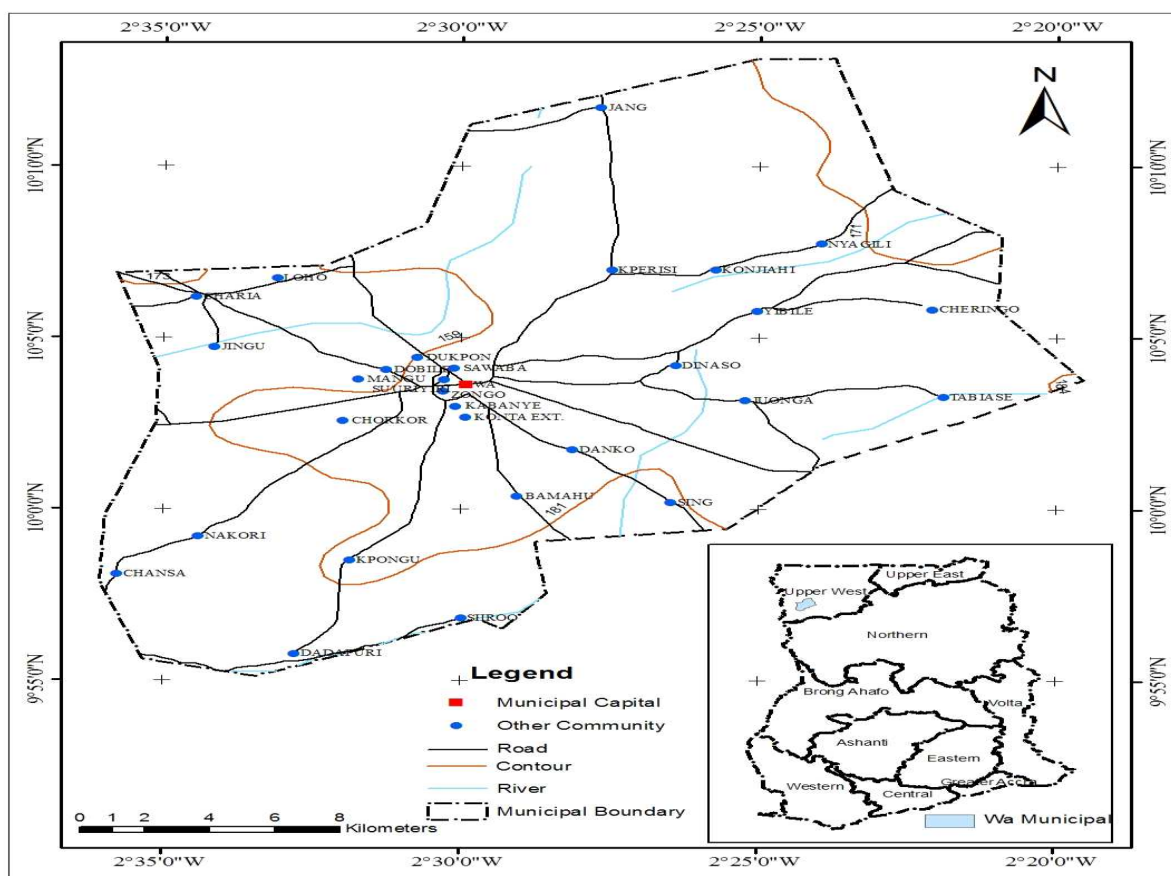 2°35'0"W 2°30'0"W 2°25'0"W 2°20'0"W
N
JANG
10°10'0"N 10°10'0"N
171
NYAGILI
KPERISI KONJIAHI
LOHO
173
CHARIA
YIBILE CHERINGO
JINGU
10°5'0"N 10°5'0"N
159
DUKPON
SAWABA
DINASO
DOBILE
MANGU WA
ZONGO
161
KABANYE
JUONGA TABIASE
CHORKOR KONTA EXT.
DANKO
BAMAHU SING
181
10°0'0"N 10°0'0"N
NAKORI
KPONGU
CHANSA
SHROO
DADAFURI
9°55'0"N 9°55'0"N
Legend
Municipal Capital
Other Community
Road
Contour
River
Municipal Boundary
0 1 2 4 6 8
Kilometers
Upper East
Upper West
Northern
Brong Ahafo
Volta
Ashanti
Eastern
Greater Accra
Western
Central
Wa Municipal
2°35'0"W 2°30'0"W 2°25'0"W 2°20'0"W